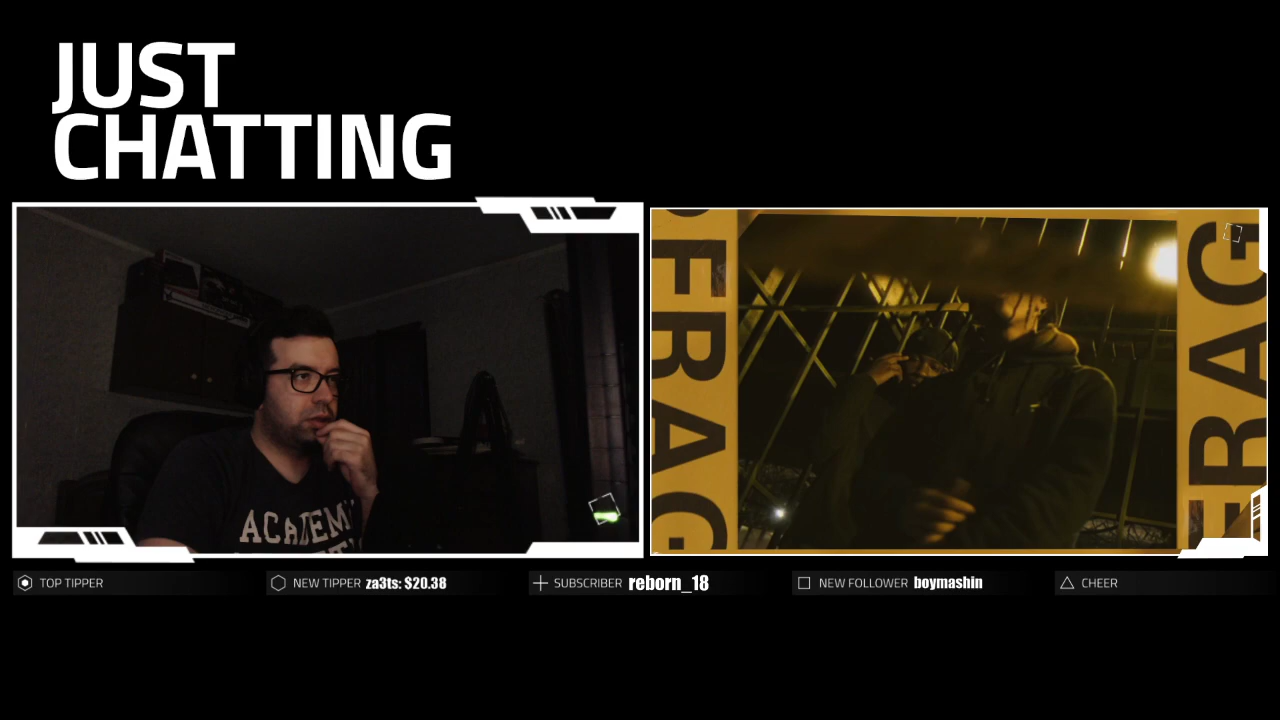 JUST
CHATTING
FRAG
FRAG
ACADEM
TOP TIPPER
NEW TIPPER za3ts: $20.38
SUBSCRIBER reborn_18
NEW FOLLOWER boymashin
CHEER